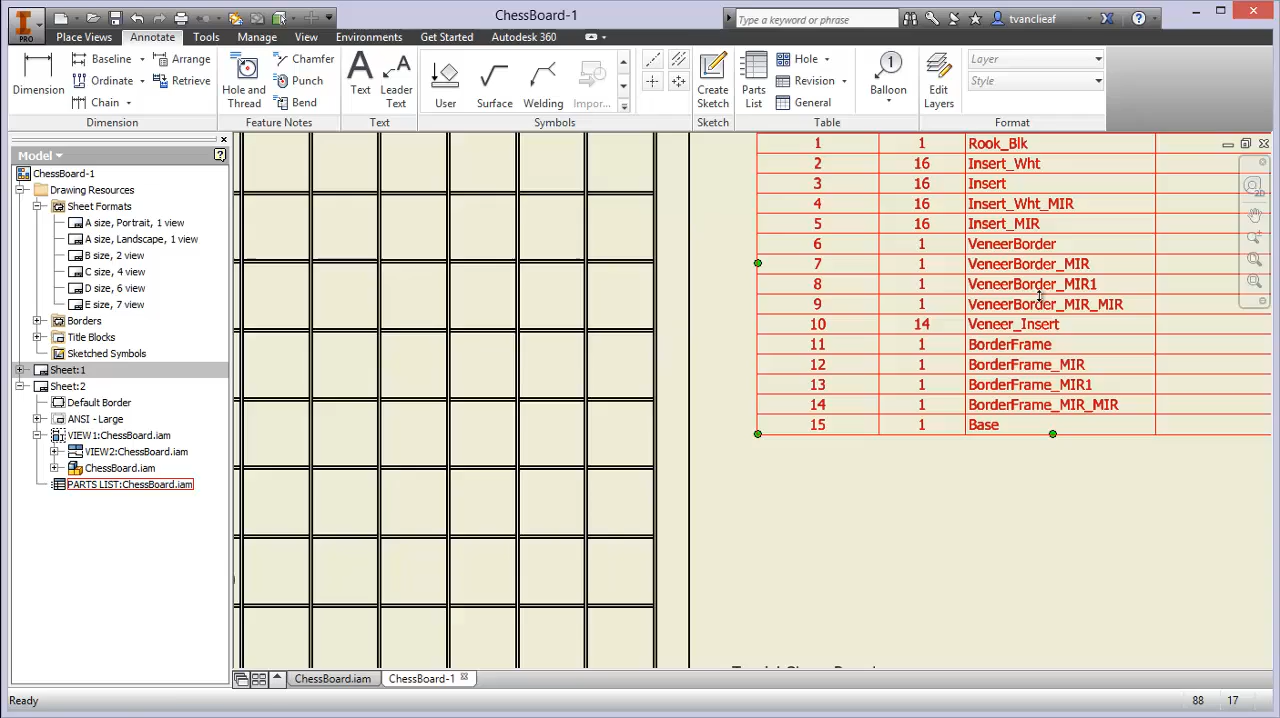 PRO
ChessBoard-1
Type a keyword or phrase
tvanclieaf
Place Views
Annotate
Tools
Manage
View
Environments
Get Started
Autodesk 360
Dimension
Baseline
Ordinate
Chain
Arrange
Retrieve
Dimension
Hole and Thread
Chamfer
Punch
Bend
Feature Notes
Text
Leader Text
Text
User
Surface
Welding
Impor...
Symbols
Create Sketch
Sketch
Parts List
Hole
Revision
General
Table
Balloon
Edit Layers
Layer
Style
Format
Model
ChessBoard-1
Drawing Resources
Sheet Formats
A size, Portrait, 1 view
A size, Landscape, 1 view
B size, 2 view
C size, 4 view
D size, 6 view
E size, 7 view
Borders
Title Blocks
Sketched Symbols
Sheet:1
Sheet:2
Default Border
ANSI - Large
VIEW1:ChessBoard.iam
VIEW2:ChessBoard.iam
ChessBoard.iam
PARTS LIST:ChessBoard.iam
1 1 Rook_Blk
2 16 Insert_Wht
3 16 Insert
4 16 Insert_Wht_MIR
5 16 Insert_MIR
6 1 VeneerBorder
7 1 VeneerBorder_MIR
8 1 VeneerBorder_MIR1
9 1 VeneerBorder_MIR_MIR
10 14 Veneer_Insert
11 1 BorderFrame
12 1 BorderFrame_MIR
13 1 BorderFrame_MIR1
14 1 BorderFrame_MIR_MIR
15 1 Base
2D
ChessBoard.iam
ChessBoard-1
Ready
88
17